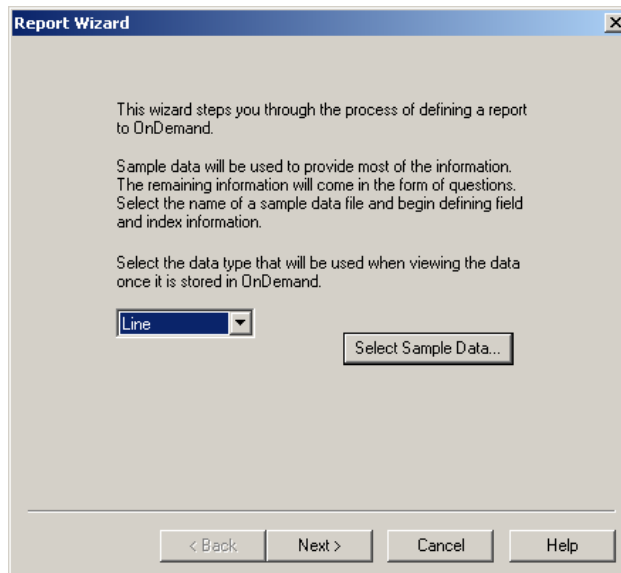 Report Wizard
This wizard steps you through the process of defining a report
to OnDemand.
Sample data will be used to provide most of the information.
The remaining information will come in the form of questions.
Select the name of a sample data file and begin defining field
and index information.
Select the data type that will be used when viewing the data
once it is stored in OnDemand.
Line
Select Sample Data...
< Back
Next >
Cancel
Help